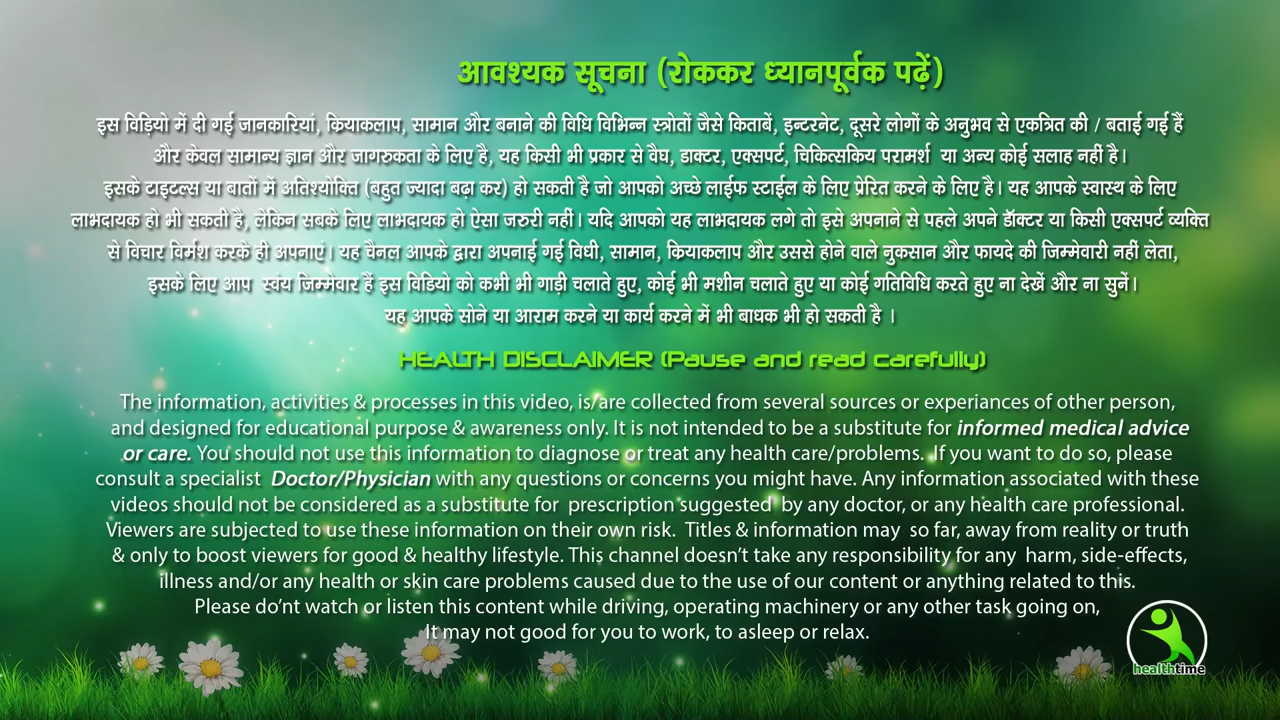 आवश्यक सूचना (रोककर ध्यानपूर्वक पढ़ें)
इस विड़ियो में दी गई जानकारियां, क्रियाकलाप, सामान और बनाने की विधि विभिन्न स्त्रोतों जैसे किताबें, इन्टरनेट, दूसरे लोगों के अनुभव से एकत्रित की / बताई गई हैं
और केवल सामान्य ज्ञान और जागरुकता के लिए है, यह किसी भी प्रकार से वैघ, डाक्टर, एक्सपर्ट, चिकित्सकिय परामर्श या अन्य कोई सलाह नहीं है।
इसके टाइटल्स या बातों में अतिश्योक्ति (बहुत ज्यादा बढ़ा कर) हो सकती है जो आपको अच्छे लाईफ स्टाईल के लिए प्रेरित करने के लिए है। यह आपके स्वास्थ के लिए
लाभदायक हो भी सकती है, लेकिन सबके लिए लाभदायक हो ऐसा जरुरी नहीं। यदि आपको यह लाभदायक लगे तो इसे अपनाने से पहले अपने डॉक्टर या किसी एक्सपर्ट व्यक्ति
से विचार विर्मश करके ही अपनाएं। यह चैनल आपके द्वारा अपनाई गई विधी, सामान, क्रियाकलाप और उससे होने वाले नुकसान और फायदे की जिम्मेवारी नहीं लेता,
इसके लिए आप स्वंय जिम्मेवार हैं इस विडियो को कभी भी गाड़ी चलाते हुए, कोई भी मशीन चलाते हुए या कोई गतिविधि करते हुए ना देखें और ना सुनें।
यह आपके सोने या आराम करने या कार्य करने में भी बाधक भी हो सकती है ।
HEALTH DISCLAIMER (Pause and read carefully)
The information, activities & processes in this video, is/are collected from several sources or experiances of other person,
and designed for educational purpose & awareness only. It is not intended to be a substitute for informed medical advice
or care. You should not use this information to diagnose or treat any health care/problems. If you want to do so, please
consult a specialist Doctor/Physician with any questions or concerns you might have. Any information associated with these
videos should not be considered as a substitute for prescription suggested by any doctor, or any health care professional.
Viewers are subjected to use these information on their own risk. Titles & information may so far, away from reality or truth
& only to boost viewers for good & healthy lifestyle. This channel doesn't take any responsibility for any harm, side-effects,
illness and/or any health or skin care problems caused due to the use of our content or anything related to this.
Please do'nt watch or listen this content while driving, operating machinery or any other task going on,
It may not good for you to work, to asleep or relax.
healthtime